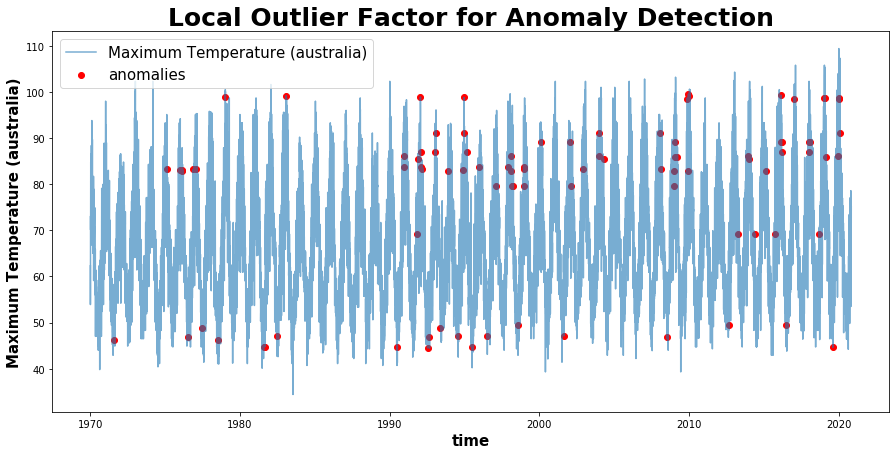 Local Outlier Factor for Anomaly Detection
Maximum Temperature (australia)
anomalies
Maximum Temperature (australia)
110
100
90
80
70
60
50
40
1970
1980
1990
2000
2010
2020
time